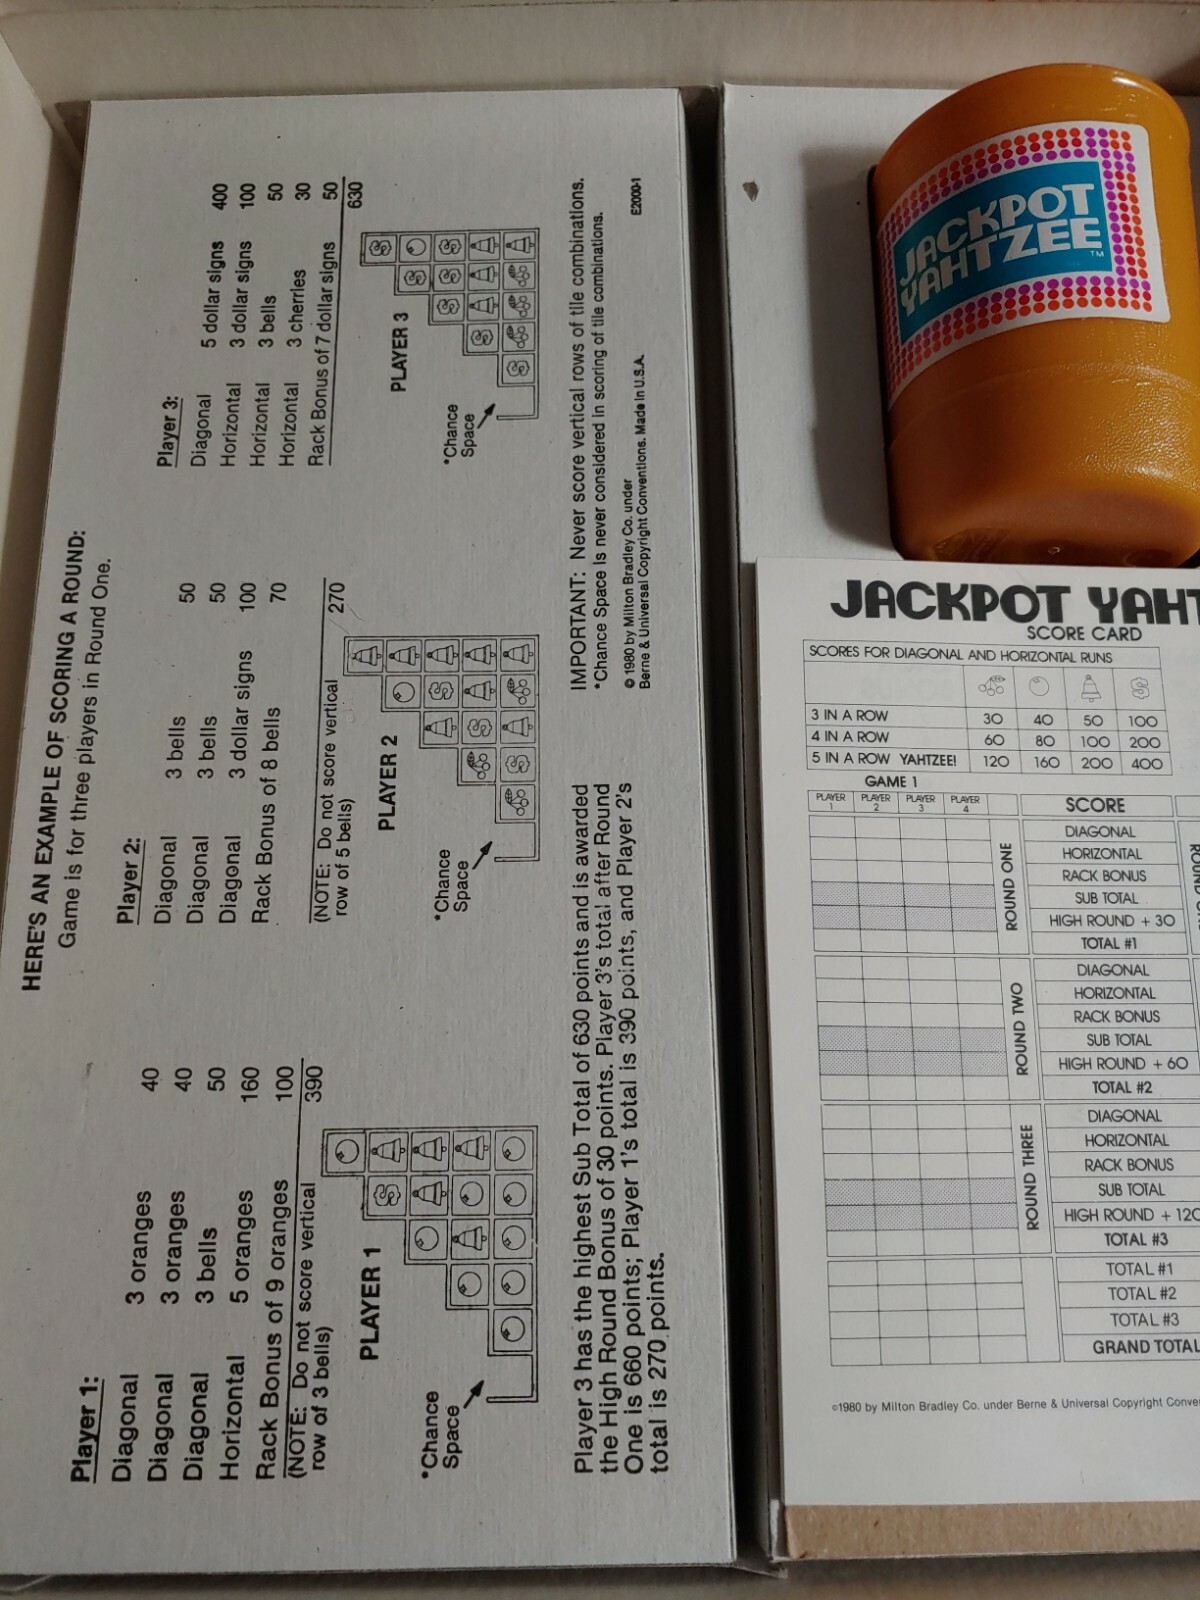 HERE'S AN EXAMPLE OF SCORING A ROUND:
Game is for three players in Round One.
Player 1:
Diagonal 3 oranges 40
Diagonal 3 oranges 40
Diagonal 3 bells 50
Horizontal 5 oranges 160
Rack Bonus of 9 oranges 100
390
(NOTE: Do not score vertical
row of 3 bells)
PLAYER 1
*Chance
Space
Player 2:
Diagonal 3 bells 50
Diagonal 3 bells 50
Diagonal 3 dollar signs 100
Rack Bonus of 8 bells 70
270
(NOTE: Do not score vertical
row of 5 bells)
PLAYER 2
*Chance
Space
Player 3:
Diagonal 5 dollar signs 400
Horizontal 3 dollar signs 100
Horizontal 3 bells 50
Horizontal 3 cherries 30
Rack Bonus of 7 dollar signs 50
630
PLAYER 3
*Chance
Space
Player 3 has the highest Sub Total of 630 points and is awarded
the High Round Bonus of 30 points. Player 3's total after Round
One is 660 points; Player 1's total is 390 points, and Player 2's
total is 270 points.
IMPORTANT: Never score vertical rows of tile combinations.
*Chance Space is never considered in scoring of tile combinations.
© 1980 by Milton Bradley Co. under
Berne & Universal Copyright Conventions. Made in U.S.A.
E2000-1
JACKPOT
YAHTZEE
TM
JACKPOT YAHT
SCORE CARD
SCORES FOR DIAGONAL AND HORIZONTAL RUNS
3 IN A ROW 30 40 50 100
4 IN A ROW 60 80 100 200
5 IN A ROW YAHTZEE! 120 160 200 400
GAME 1
PLAYER 1 PLAYER 2 PLAYER 3 PLAYER 4 SCORE
ROUND ONE
DIAGONAL
HORIZONTAL
RACK BONUS
SUB TOTAL
HIGH ROUND + 30
TOTAL #1
ROUND TWO
DIAGONAL
HORIZONTAL
RACK BONUS
SUB TOTAL
HIGH ROUND + 60
TOTAL #2
ROUND THREE
DIAGONAL
HORIZONTAL
RACK BONUS
SUB TOTAL
HIGH ROUND + 120
TOTAL #3
TOTAL #1
TOTAL #2
TOTAL #3
GRAND TOTAL
©1980 by Milton Bradley Co. under Berne & Universal Copyright Conve